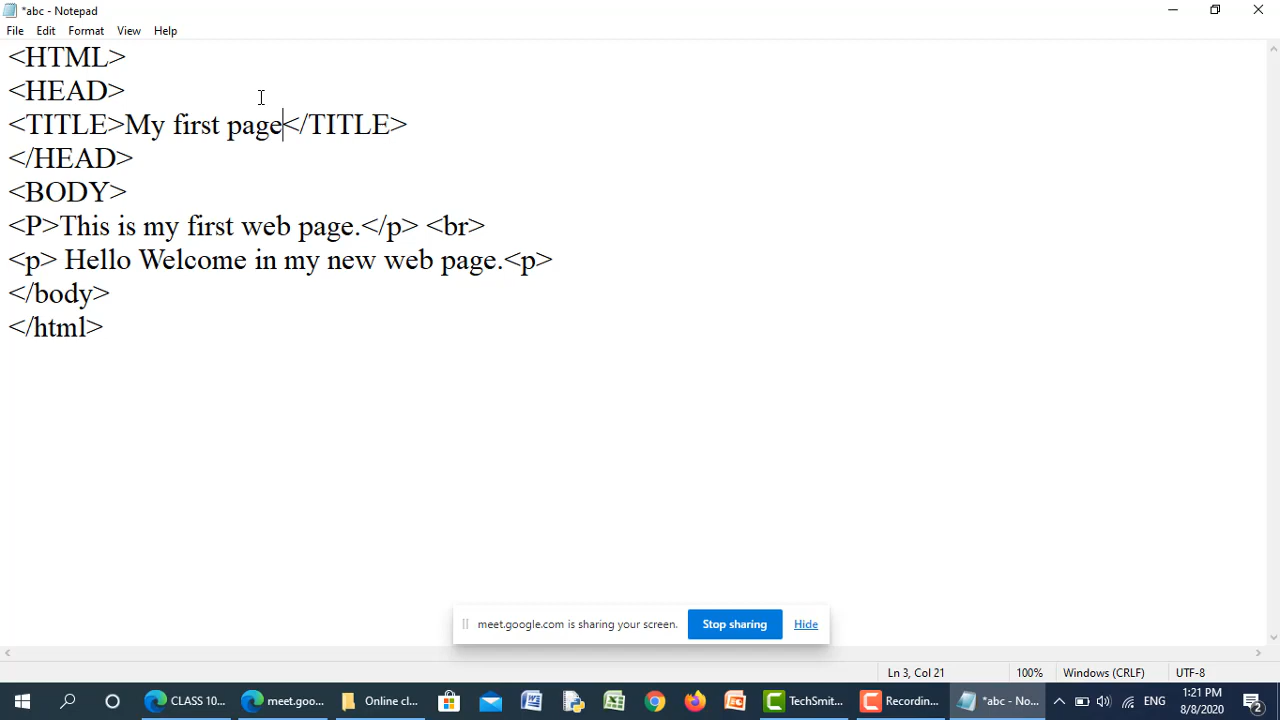 *abc - Notepad
File Edit Format View Help
<HTML>
<HEAD>
<TITLE>My first page</TITLE>
</HEAD>
<BODY>
<P>This is my first web page.</p> <br>
<p> Hello Welcome in my new web page.<p>
</body>
</html>
meet.google.com is sharing your screen. Stop sharing Hide
Ln 3, Col 21 100% Windows (CRLF) UTF-8
CLASS 10... meet.goo... Online cl... TechSmit... Recording... *abc - No... ENG 1:21 PM
8/8/2020 2